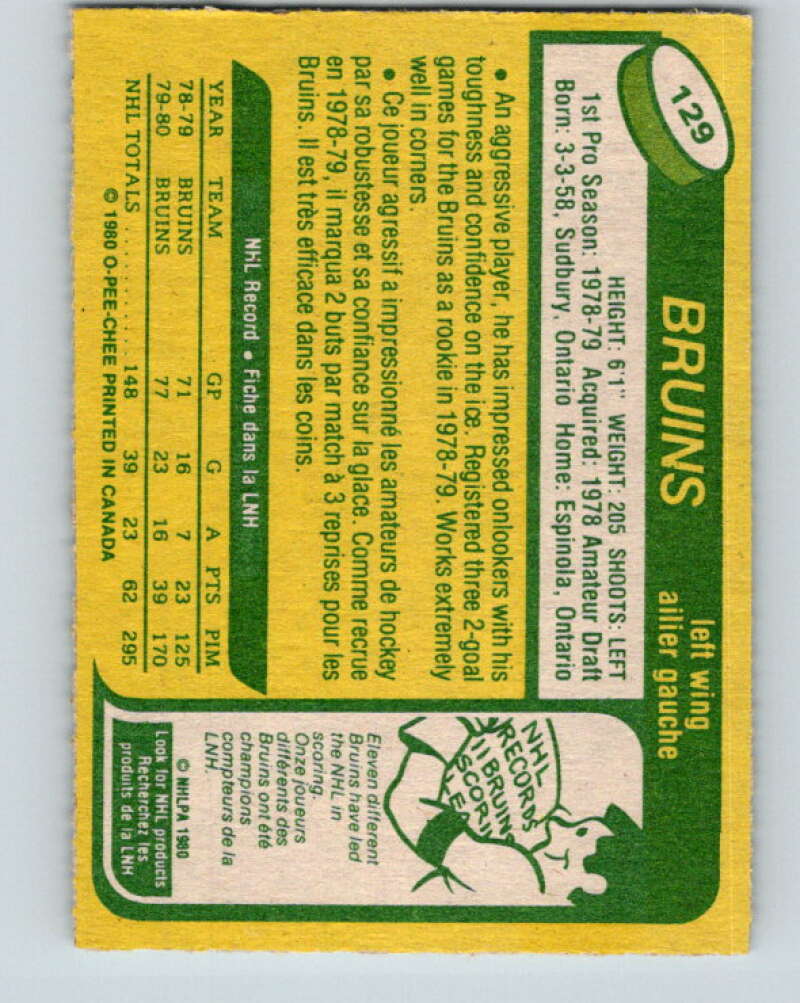 129
BRUINS
left wing
ailier gauche
HEIGHT: 6'1" WEIGHT: 205 SHOOTS: LEFT
1st Pro Season: 1978-79 Acquired: 1978 Amateur Draft
Born: 3-3-58, Sudbury, Ontario Home: Espinola, Ontario
• An aggressive player, he has impressed onlookers with his
toughness and confidence on the ice. Registered three 2-goal
games for the Bruins as a rookie in 1978-79. Works extremely
well in corners.
• Ce joueur agressif a impressionné les amateurs de hockey
par sa robustesse et sa confiance sur la glace. Comme recrue
en 1978-79, il marqua 2 buts par match à 3 reprises pour les
Bruins. Il est très efficace dans les coins.
NHL Record • Fiche dans la LNH
YEAR TEAM GP G A PTS PIM
78-79 BRUINS 71 16 7 23 125
79-80 BRUINS 77 23 16 39 170
NHL TOTALS . . . . . . . . . . . 148 39 23 62 295
© 1980 O-PEE-CHEE PRINTED IN CANADA
NHL
RECORDS
11 BRUINS
SCORIN
LEA
Eleven different
Bruins have led
the NHL in
scoring.
Onze joueurs
différents des
Bruins ont été
champions
compteurs de la
LNH.
© NHLPA 1980
Look for NHL products
Recherchez les
produits de la LNH